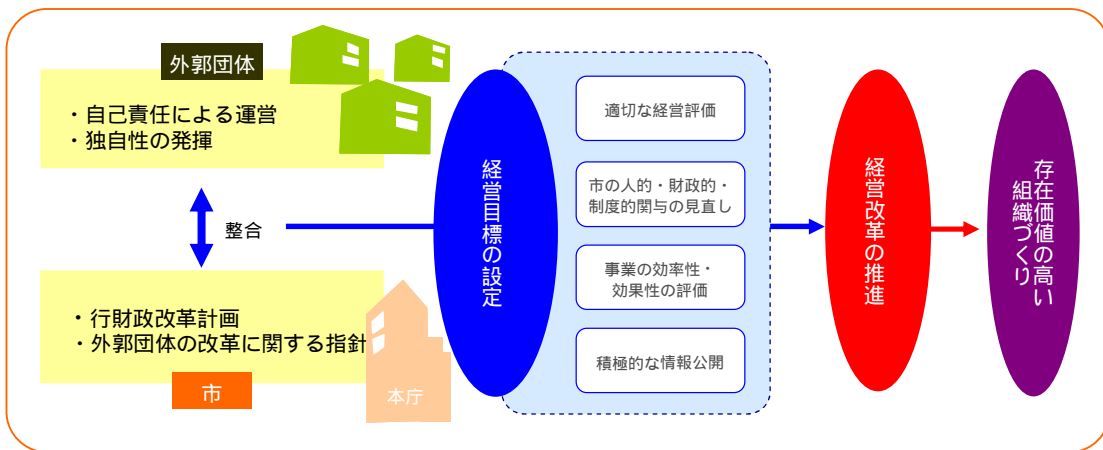 外郭団体
・自己責任による運営
・独自性の発揮
整合
・行財政改革計画
・外郭団体の改革に関する指針
市
本庁
経営目標の設定
適切な経営評価
市の人的・財政的・
制度的関与の見直し
事業の効率性・
効果性の評価
積極的な情報公開
経営改革の推進
存在価値の高い
組織づくり